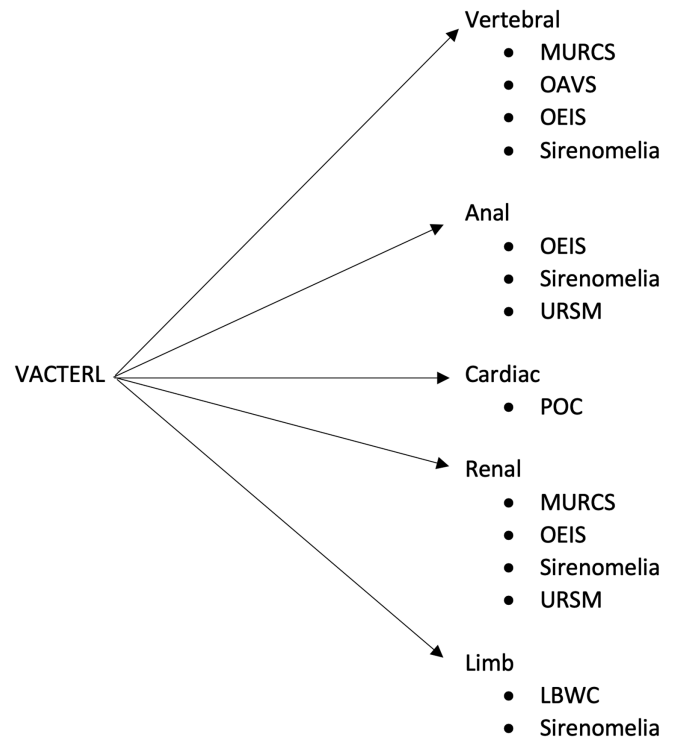 Vertebral
• MURCS
• OAVS
• OEIS
• Sirenomelia
Anal
• OEIS
• Sirenomelia
• URSM
VACTERL
Cardiac
• POC
Renal
• MURCS
• OEIS
• Sirenomelia
• URSM
Limb
• LBWC
• Sirenomelia